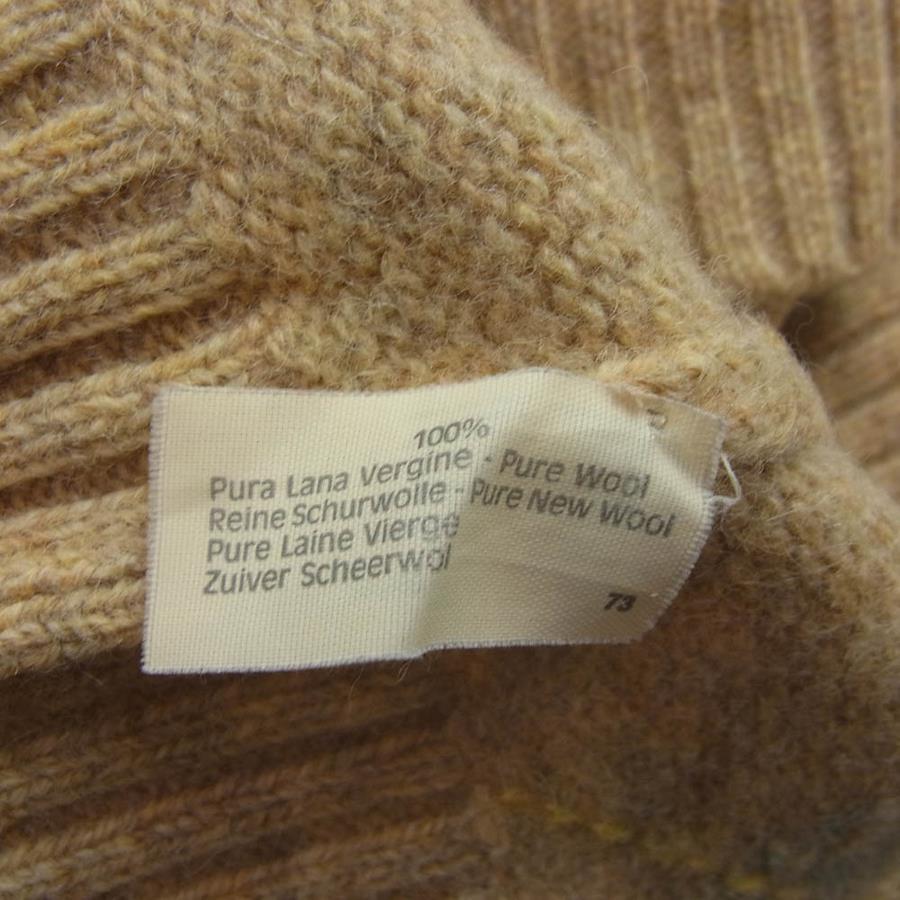 100%
Pura Lana Vergine - Pure Wool
Reine Schurwolle - Pure New Wool
Pure Laine Vierge
Zuiver Scheerwol
73